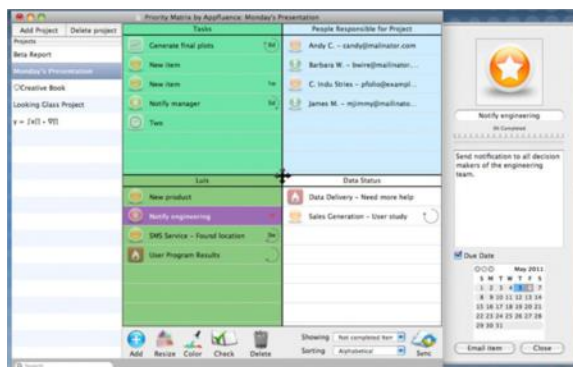 Priority Matrix by Appfluence: Monday's Presentation
Add Project Delete project
Projects
Beta Report
Monday's Presentation
Creative Book
Looking Glass Project
Tasks
Generate final plots 8d
New item
New item
Notify manager 5d
Two
People Responsible for Project
Andy C. - candy@mailinator.com
Barbara W. - bwire@mailinator...
C. Indu Stries - pfolio@exampl...
James M. - mjimmy@mailinato...
Luis
New product
Notify engineering
SMS Service - Found location
User Program Results
Data Status
Data Delivery - Need more help
Sales Generation - User study
Add Resize Color Check Delete
Showing Not completed item
Sorting Alphabetical
Sync
Search
Notify engineering
0% Completed
Send notification to all decision
makers of the engineering
team.
Due Date
May 2011
S M T W T F S
1 2 3 4 5 6 7
8 9 10 11 12 13 14
15 16 17 18 19 20 21
22 23 24 25 26 27 28
29 30 31
Email Item Close